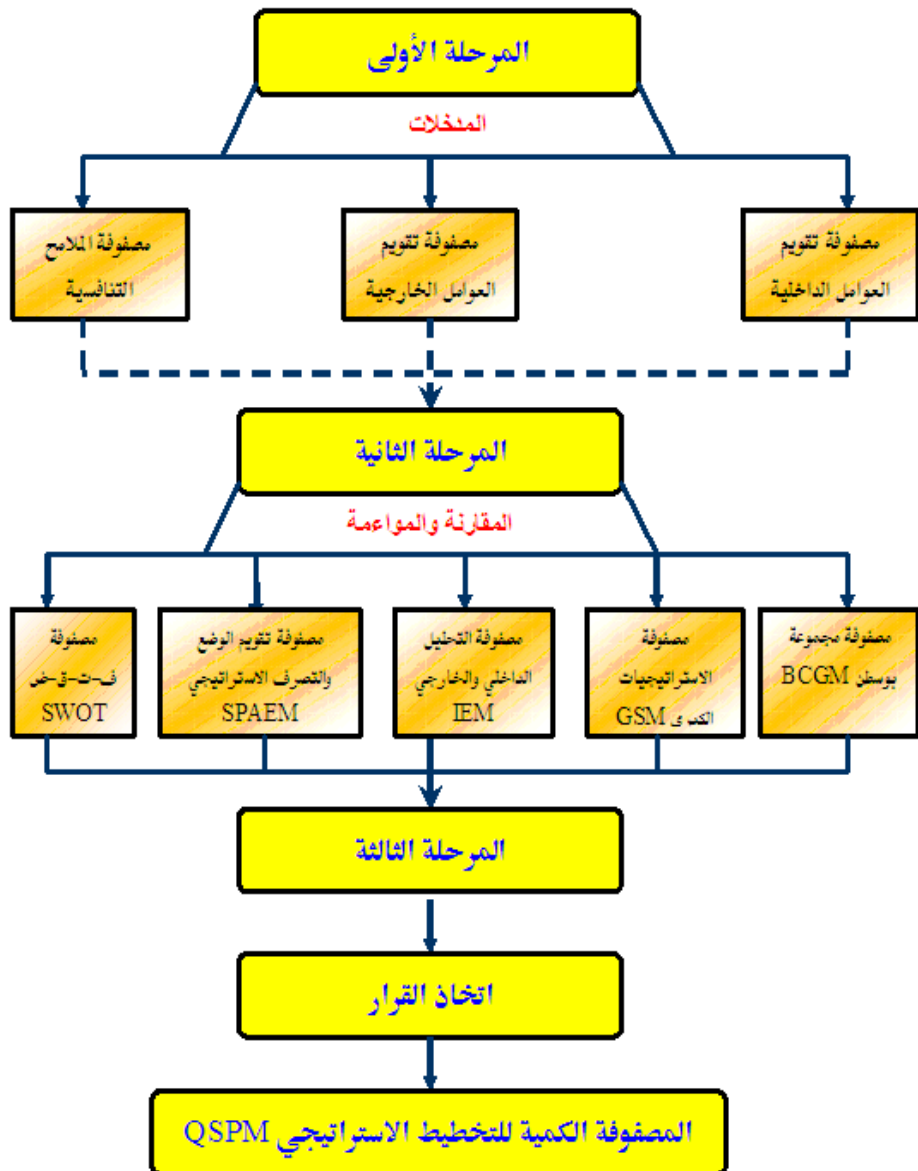 المرحلة الأولى
المدخلات
مصفوفة تقويم
العوامل الداخلية
مصفوفة تقويم
العوامل الخارجية
مصفوفة الملامح
التنافسية
المرحلة الثانية
المقارنة والمواءمة
مصفوفة مجموعة
بوسطن BCGM
مصفوفة
الاستراتيجيات
الكبرى GSM
مصفوفة التحليل
الداخلي والخارجي
IEM
مصفوفة تقويم الوضع
والتصرف الاستراتيجي
SPAEM
مصفوفة
ف-ت-ق-ض
SWOT
المرحلة الثالثة
اتخاذ القرار
المصفوفة الكمية للتخطيط الاستراتيجي QSPM